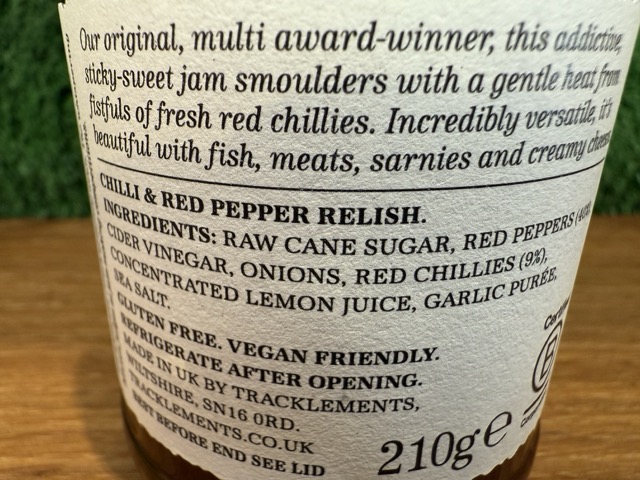 Our original, multi award-winner, this addictive,
sticky-sweet jam smoulders with a gentle heat from
fistfuls of fresh red chillies. Incredibly versatile, it's
beautiful with fish, meats, sarnies and creamy
CHILLI & RED PEPPER RELISH.
INGREDIENTS: RAW CANE SUGAR, RED PEPPERS
CIDER VINEGAR, ONIONS, RED CHILLIES (9%),
CONCENTRATED LEMON JUICE, GARLIC PURÉE,
SEA SALT.
GLUTEN FREE. VEGAN FRIENDLY.
REFRIGERATE AFTER OPENING.
MADE IN UK BY TRACKLEMENTS,
WILTSHIRE, SN16 0RD.
TRACKLEMENTS.CO.UK
BEST BEFORE END SEE LID
210g e
B